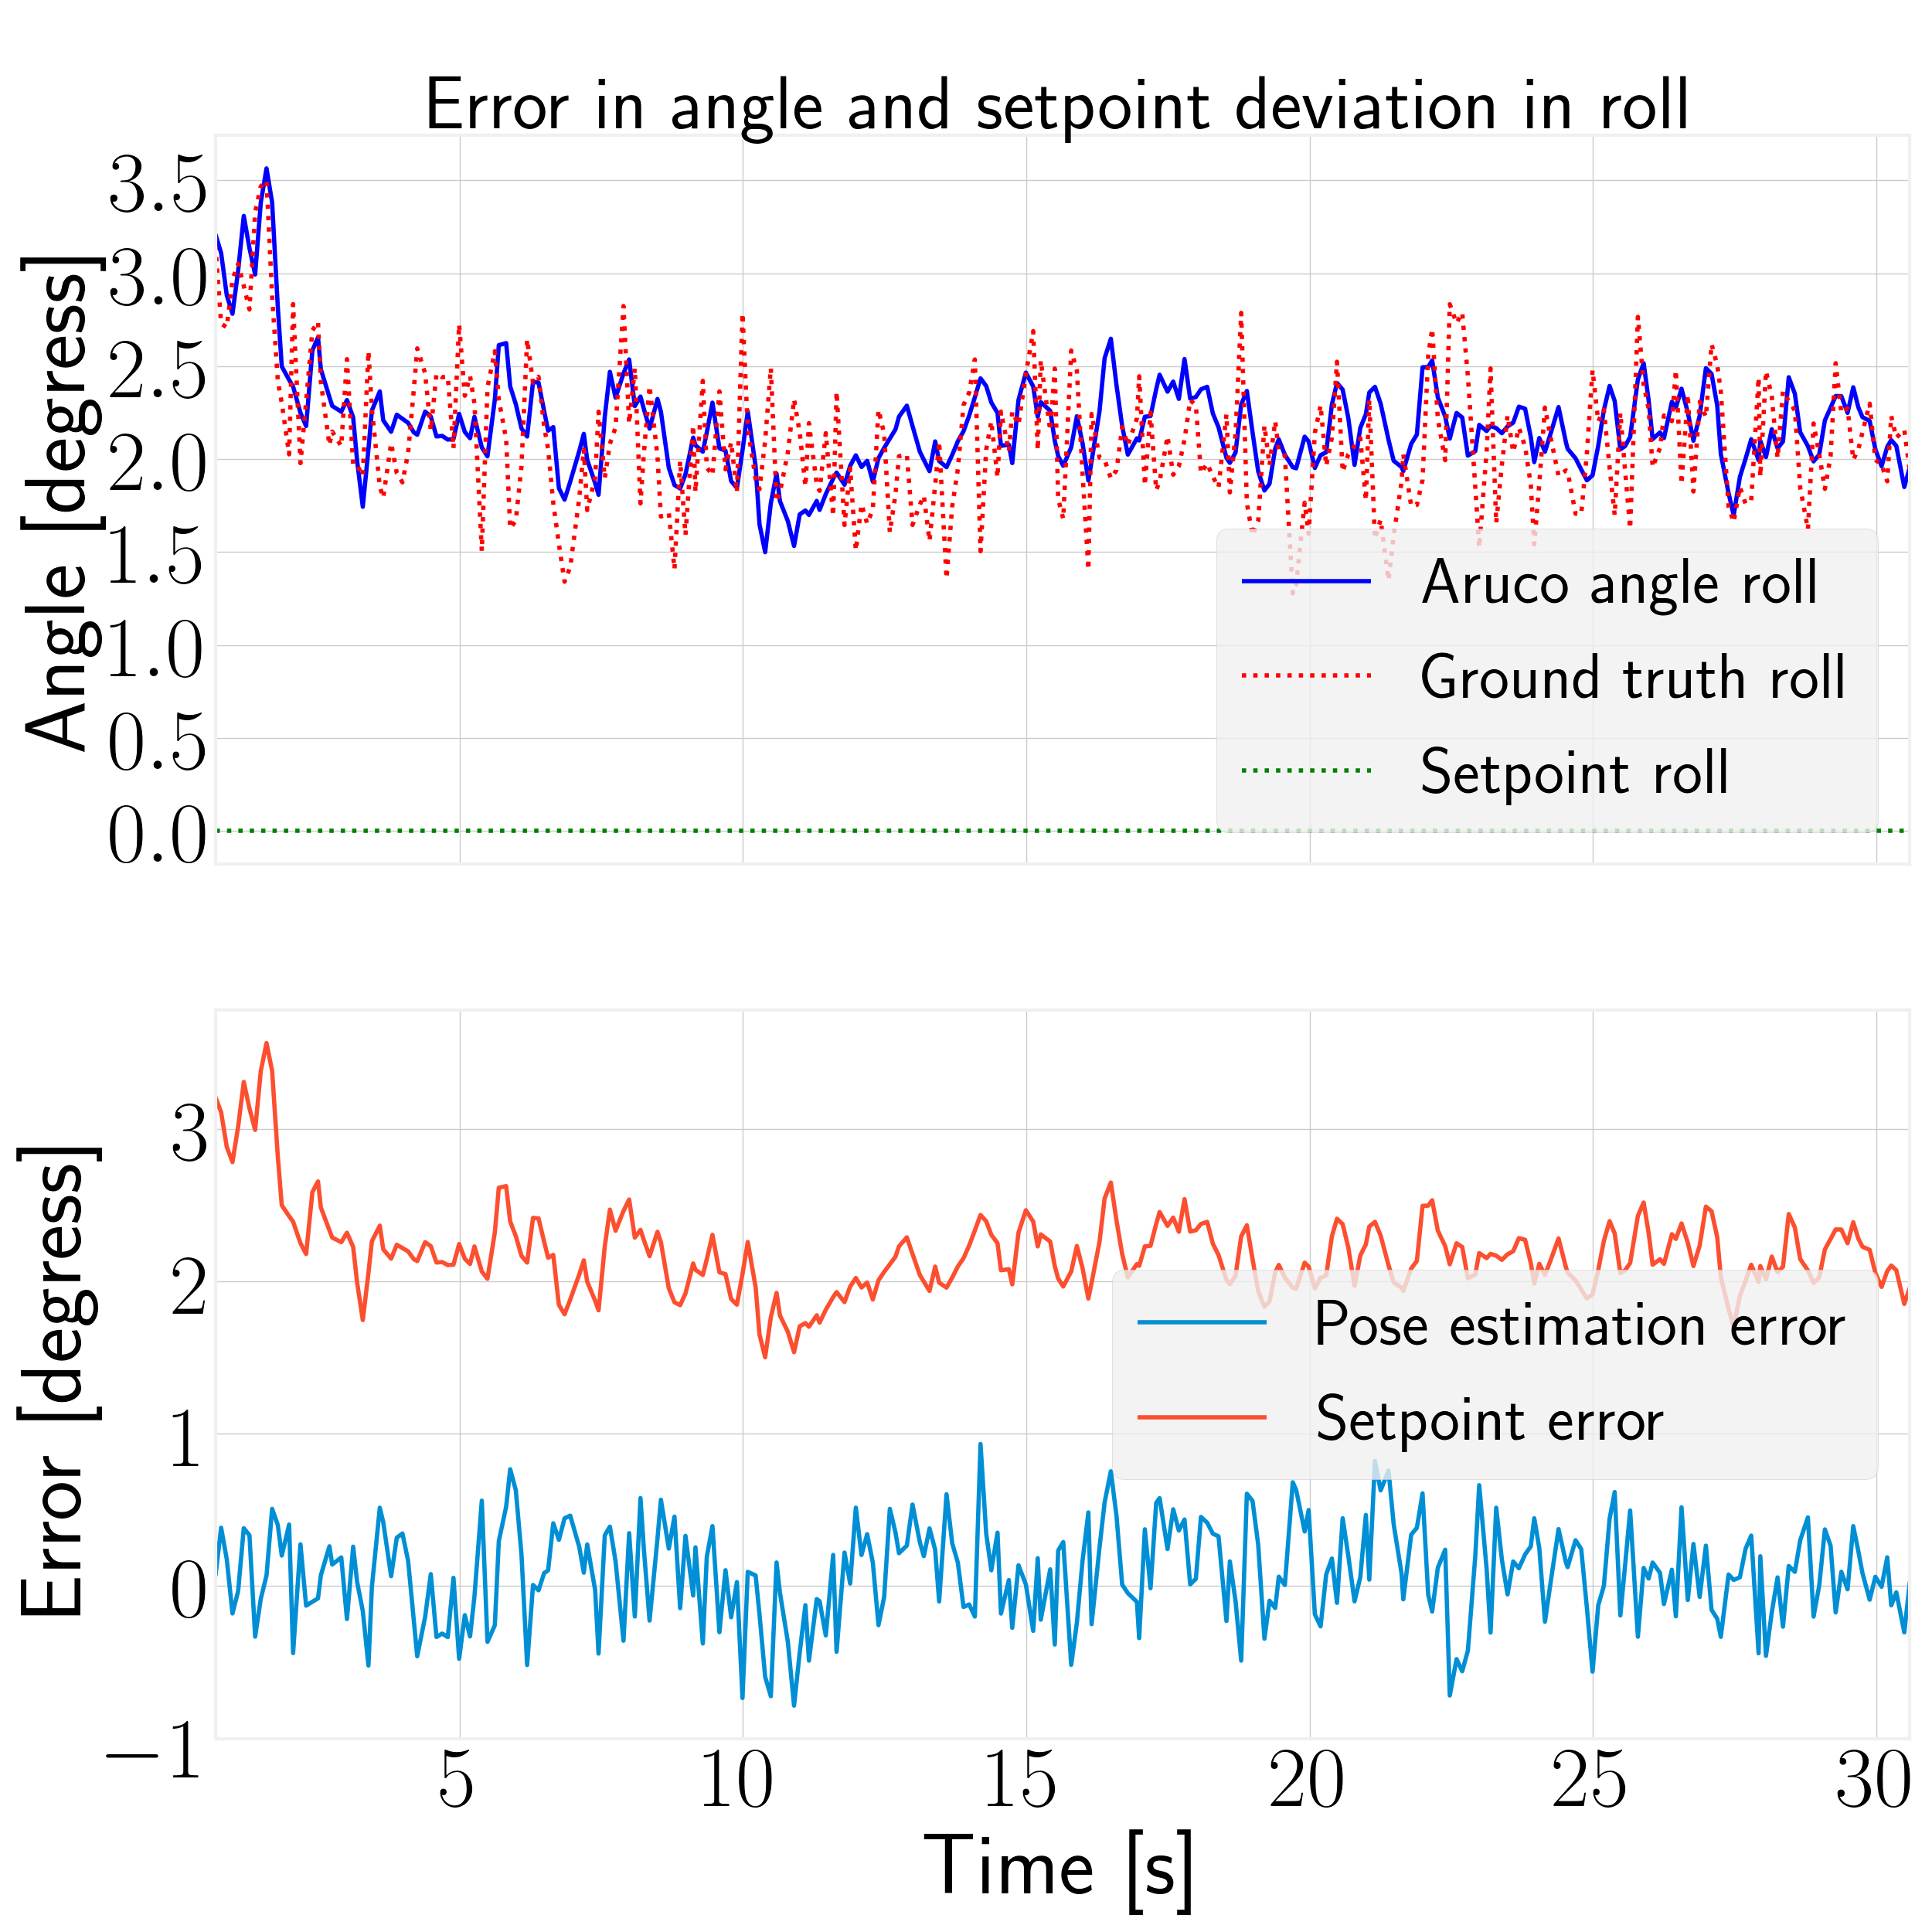 Error in angle and setpoint deviation in roll
Angle [degress]
3.5
3.0
2.5
2.0
1.5
1.0
0.5
0.0
Aruco angle roll
Ground truth roll
Setpoint roll
Error [degress]
3
2
1
0
−1
Pose estimation error
Setpoint error
5 10 15 20 25 30
Time [s]